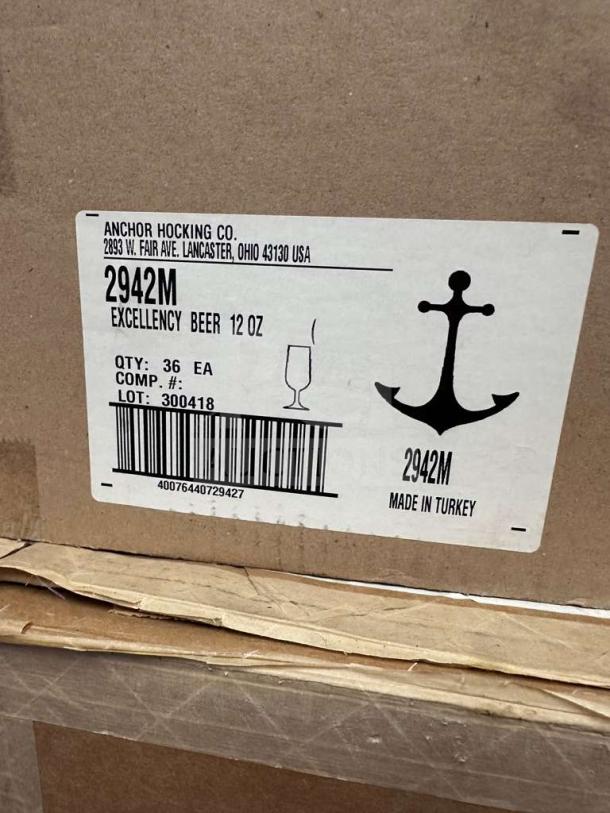 ANCHOR HOCKING CO.
2893 W. FAIR AVE. LANCASTER, OHIO 43130 USA
2942M
EXCELLENCY BEER 12 OZ
QTY: 36 EA
COMP. #:
LOT: 300418
40076440729427
2942M
MADE IN TURKEY